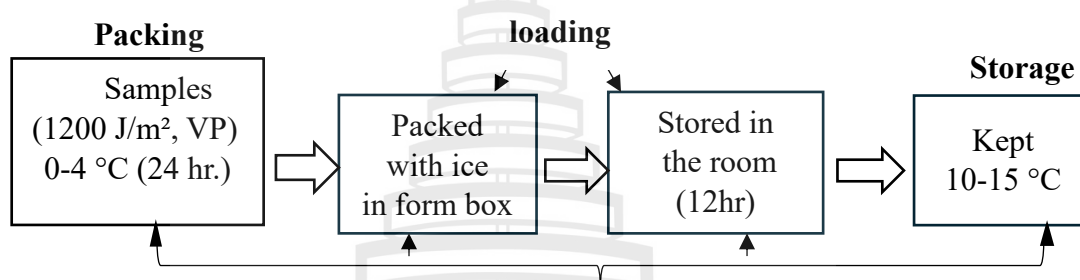 Packing
loading
Storage
Samples
(1200 J/m², VP)
0-4 °C (24 hr.)
Packed
with ice
in form box
Stored in
the room
(12hr)
Kept
10-15 °C